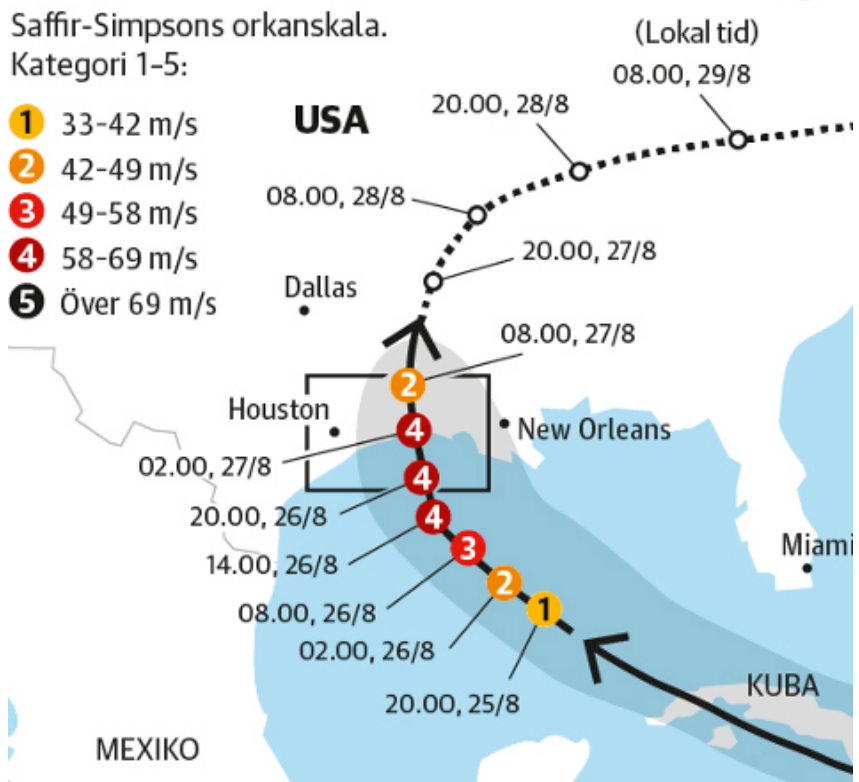 Saffir-Simpsons orkanskala.
Kategori 1–5:
1 33–42 m/s
2 42–49 m/s
3 49–58 m/s
4 58–69 m/s
5 Över 69 m/s
USA
(Lokal tid)
08.00, 29/8
20.00, 28/8
08.00, 28/8
20.00, 27/8
Dallas
08.00, 27/8
2
Houston
4
New Orleans
02.00, 27/8
4
20.00, 26/8
4
14.00, 26/8
3
Miami
08.00, 26/8
2
02.00, 26/8
1
20.00, 25/8
KUBA
MEXIKO